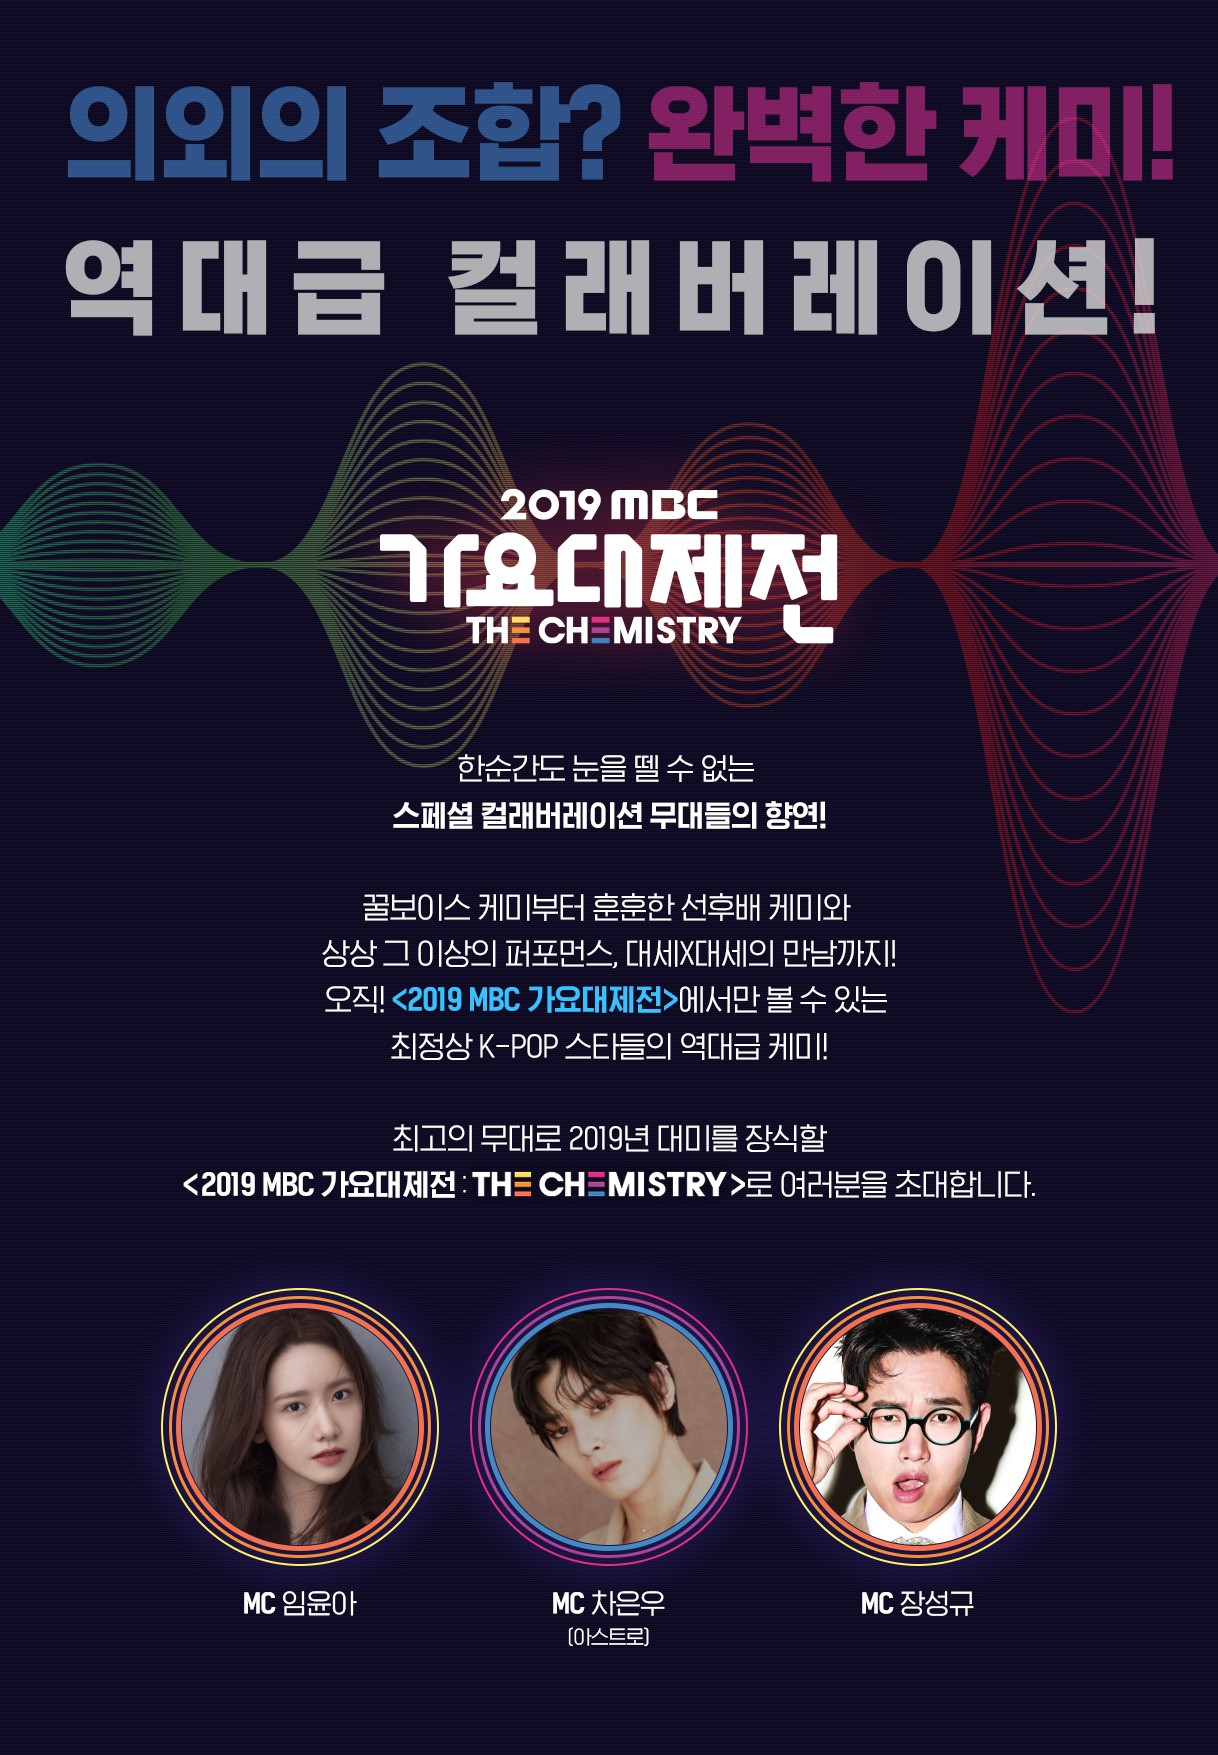 의외의 조합? 완벽한 케미!
역대급 컬래버레이션!
2019 MBC
가요대제전
THE CHEMISTRY
한순간도 눈을 뗄 수 없는
스페셜 컬래버레이션 무대들의 향연!
꿀보이스 케미부터 훈훈한 선후배 케미와
상상 그 이상의 퍼포먼스, 대세X대세의 만남까지!
오직! <2019 MBC 가요대제전>에서만 볼 수 있는
최정상 K-POP 스타들의 역대급 케미!
최고의 무대로 2019년 대미를 장식할
<2019 MBC 가요대제전 : THE CHEMISTRY>로 여러분을 초대합니다.
MC 임윤아
MC 차은우
(아스트로)
MC 장성규